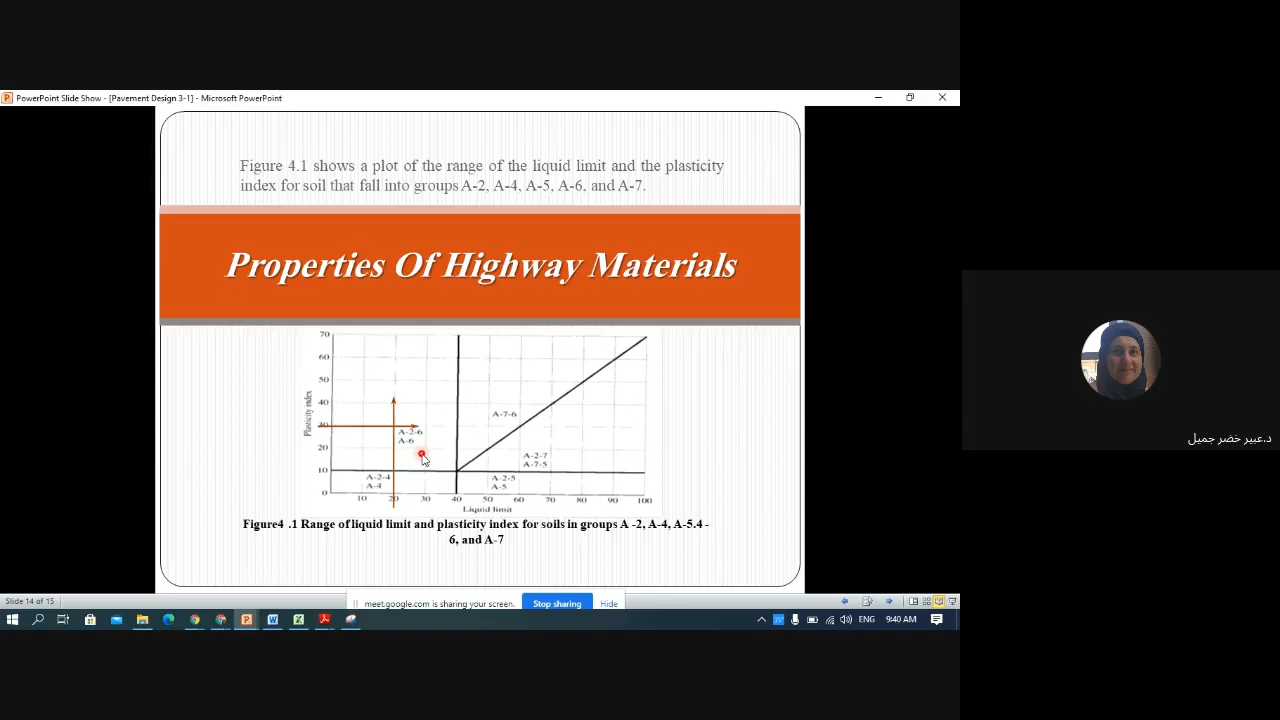 PowerPoint Slide Show - [Pavement Design 3-1] - Microsoft PowerPoint
Figure 4.1 shows a plot of the range of the liquid limit and the plasticity
index for soil that fall into groups A-2, A-4, A-5, A-6, and A-7.
Properties Of Highway Materials
70
60
50
40
30
20
10
0
Plasticity index
A-7-6
A-2-6
A-6
A-2-7
A-7-5
A-2-4
A-4
A-2-5
A-5
10 20 30 40 50 60 70 80 90 100
Liquid limit
Figure4 .1 Range of liquid limit and plasticity index for soils in groups A -2, A-4, A-5.4 -
6, and A-7
د.عبير خضر جميل
Slide 14 of 15
meet.google.com is sharing your screen.
Stop sharing
Hide
35°
ENG
9:40 AM